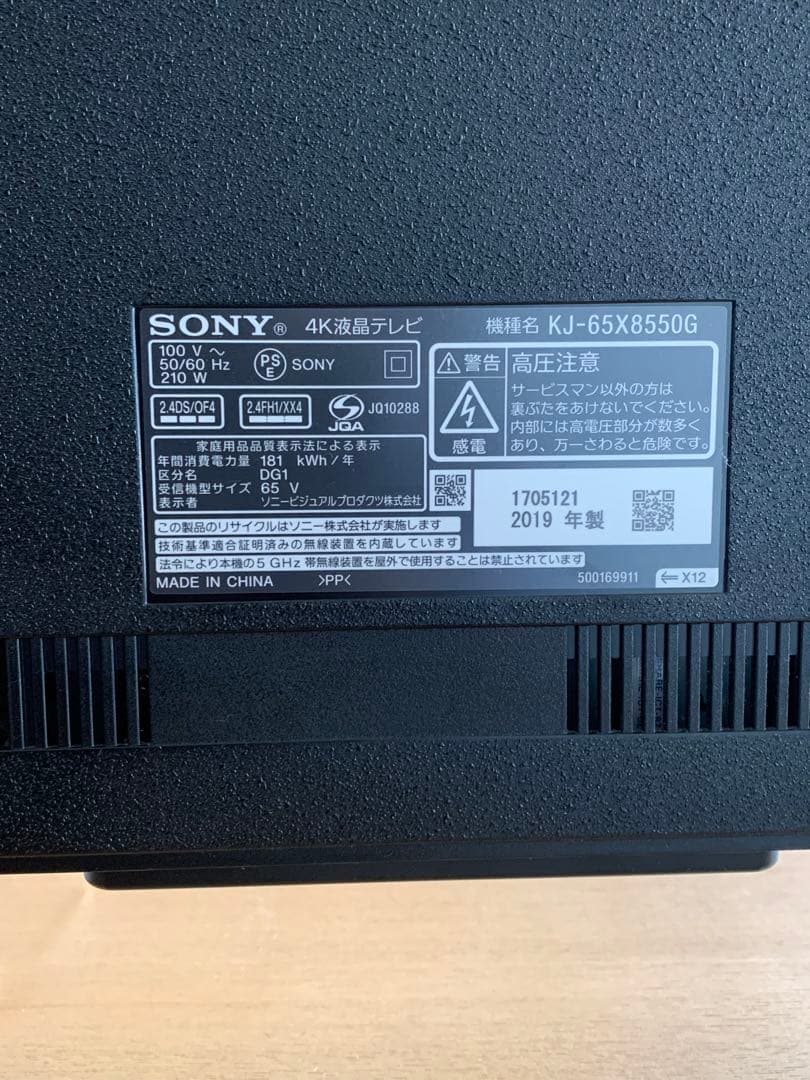 SONY® 4K液晶テレビ 機種名 KJ-65X8550G
100 V ～
50/60 Hz
210 W
PS
E
SONY
2.4DS/OF4
2.4FH1/XX4
JQA
JQ10288
家庭用品品質表示法による表示
年間消費電力量 181 kWh/年
区分名 DG1
受信機型サイズ 65 V
表示者 ソニービジュアルプロダクツ株式会社
警告
感電
高圧注意
サービスマン以外の方は
裏ぶたをあけないでください。
内部には高電圧部分が数多く
あり、万一さわると危険です。
1705121
2019 年製
この製品のリサイクルはソニー株式会社が実施します
技術基準適合証明済みの無線装置を内蔵しています
法令により本機の5 GHz 帯無線装置を屋外で使用することは禁止されています
MADE IN CHINA >PP< 500169911 ⇐ X12